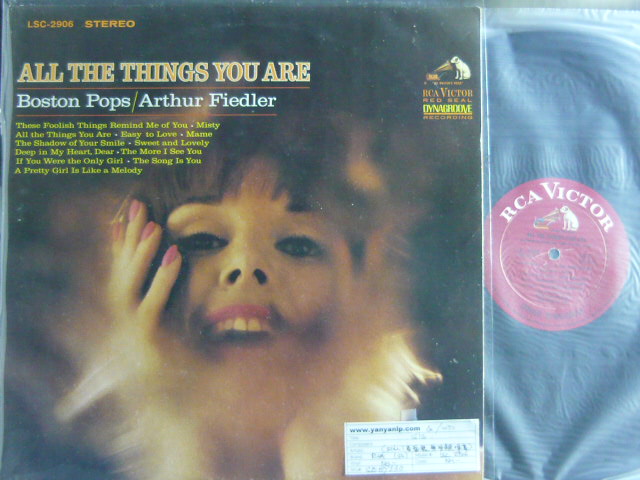 LSC-2906 STEREO
ALL THE THINGS YOU ARE
Boston Pops/Arthur Fiedler
These Foolish Things Remind Me of You • Misty
All the Things You Are • Easy to Love • Mame
The Shadow of Your Smile • Sweet and Lovely
Deep in My Heart, Dear • The More I See You
If You Were the Only Girl • The Song Is You
A Pretty Girl Is Like a Melody
RCA VICTOR
RED SEAL
DYNAGROOVE
RECORDING
RCA VICTOR
www.yanyanlp.com